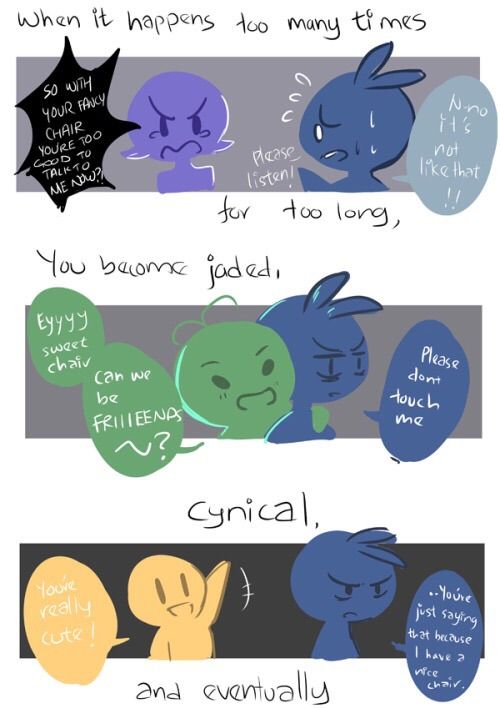 When it happens too many times
SO WITH
YOUR FANCY
CHAIR
YOU'RE TOO
GOOD TO
TALK TO
ME NOW??
Please
listen!
N-no
it's
not
like that
!!
for too long,
You become jaded,
Eyyyy
sweet
chair
Can we
be
FRIIIEENDS
~?
Please
dont
touch
me
Cynical,
You're
really
cute!
..You're
just saying
that because
I have a
nice
chair.
and eventually